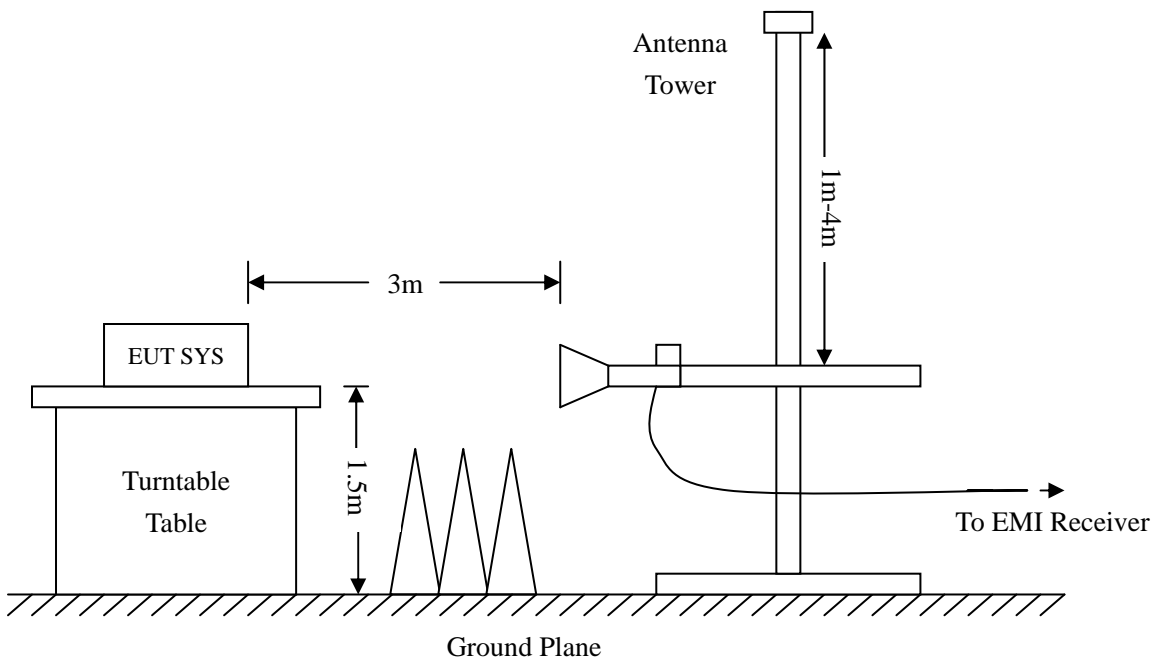 Antenna
Tower
1m-4m
3m
EUT SYS
1.5m
Turntable
Table
To EMI Receiver
Ground Plane